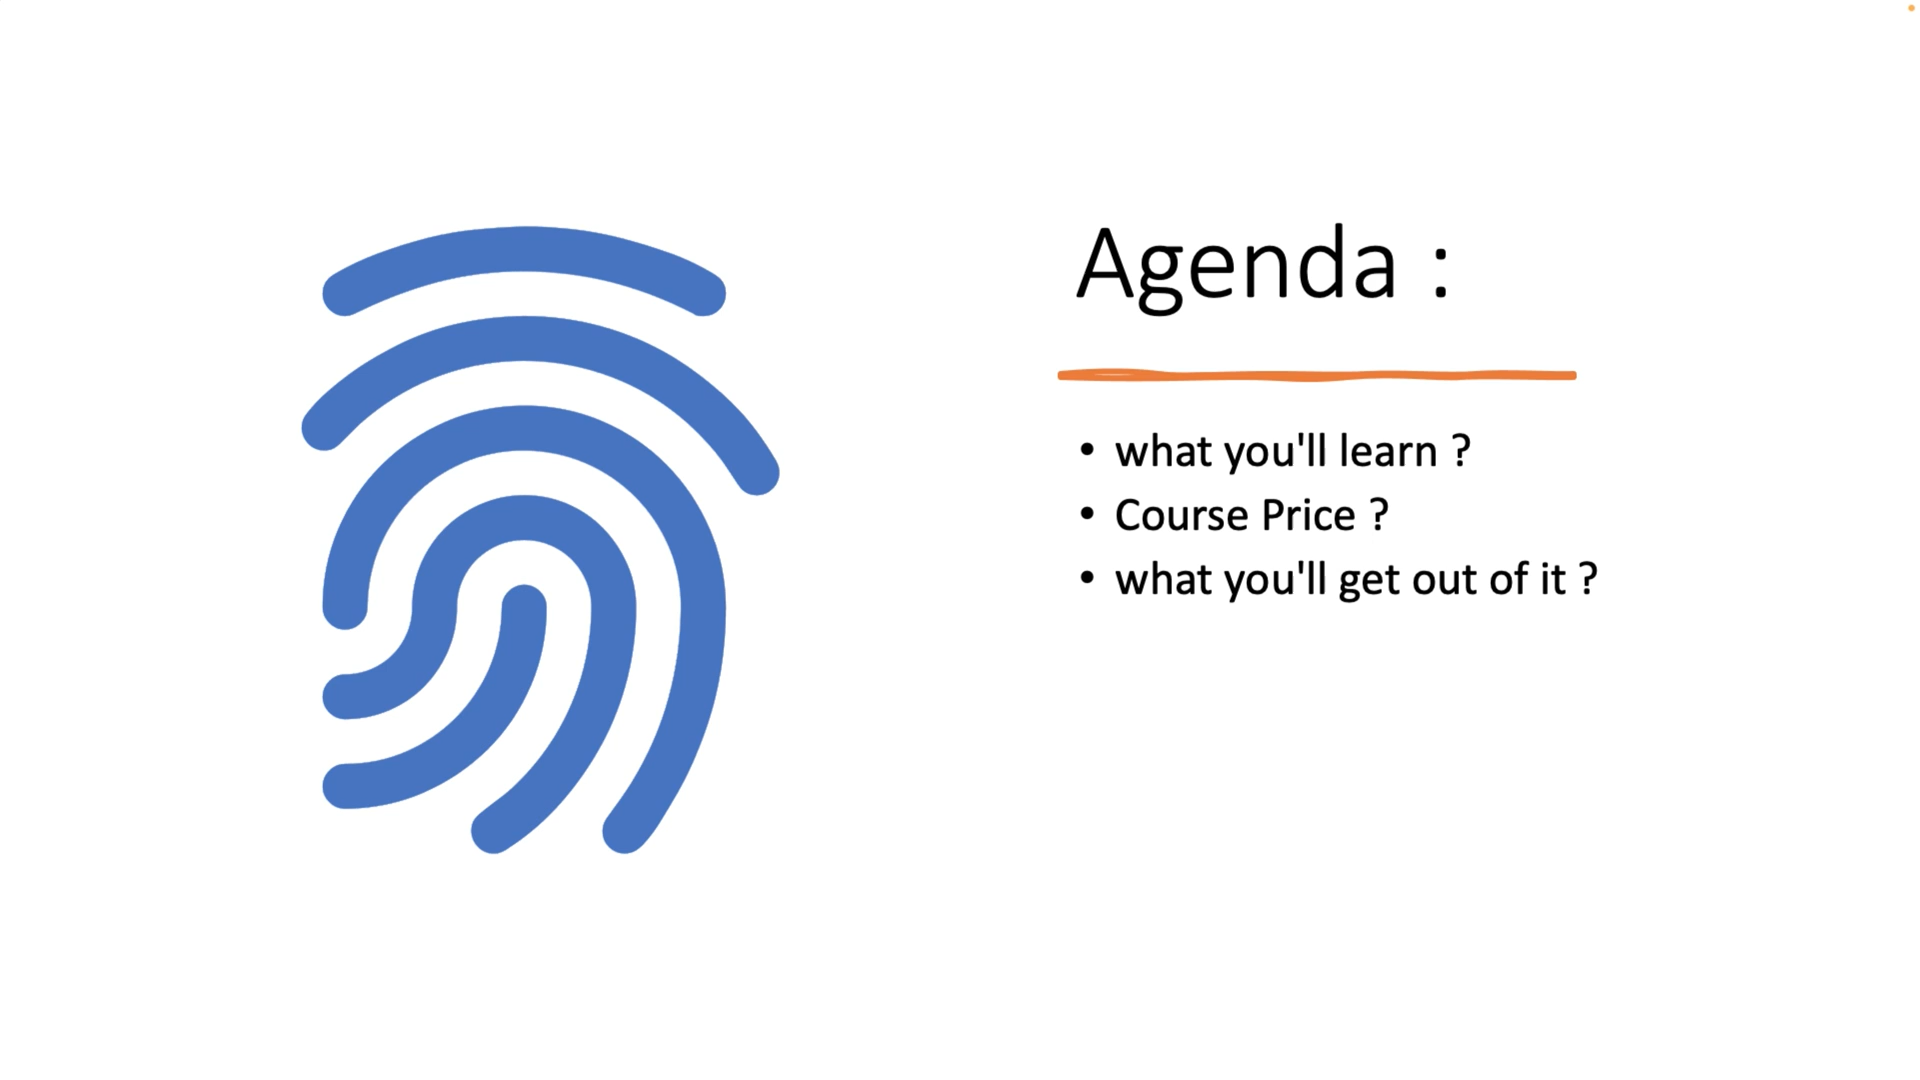 Agenda :
• what you'll learn ?
• Course Price ?
• what you'll get out of it ?